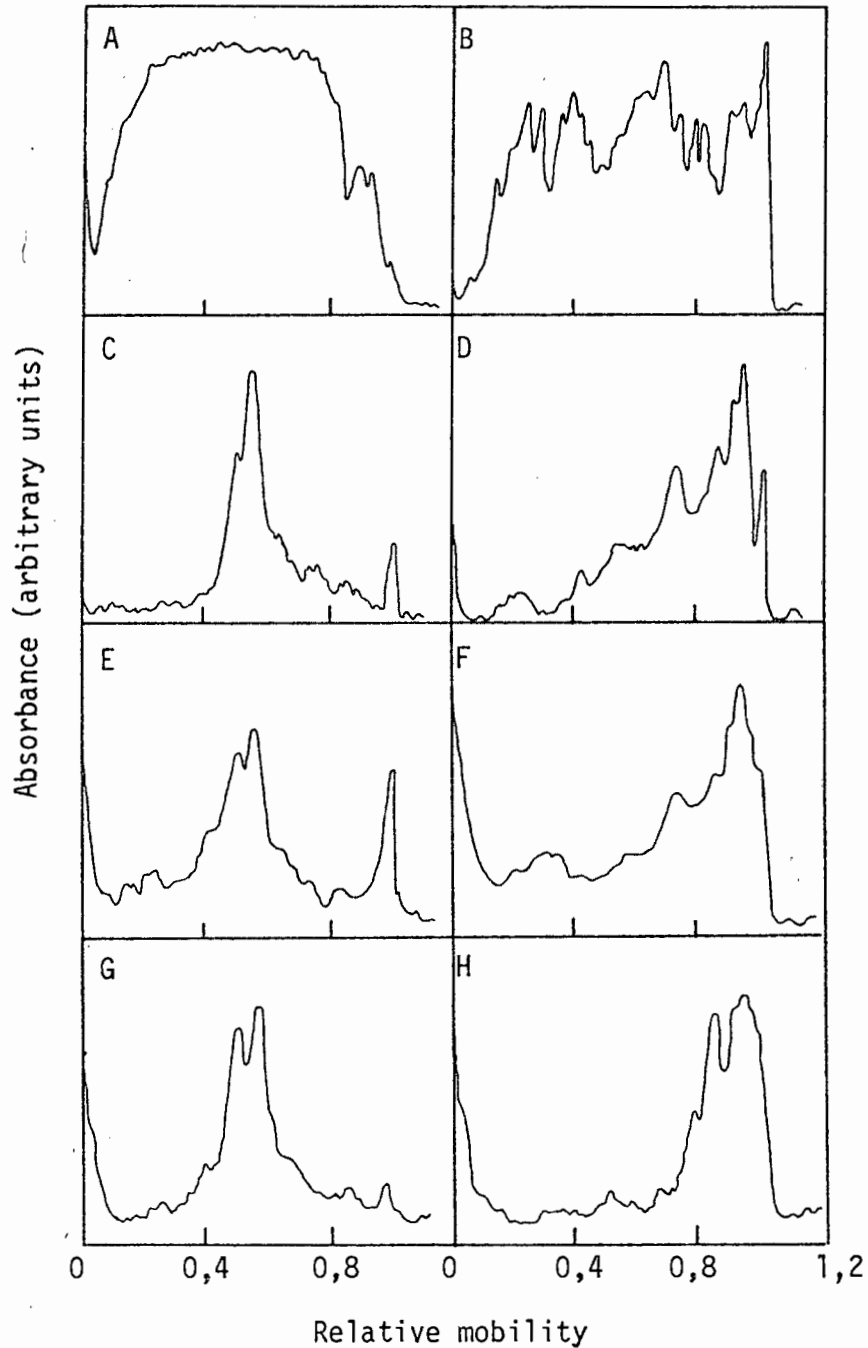 A B
C D
E F
G H
Absorbance (arbitrary units)
0 0,4 0,8 0 0,4 0,8 1,2
Relative mobility